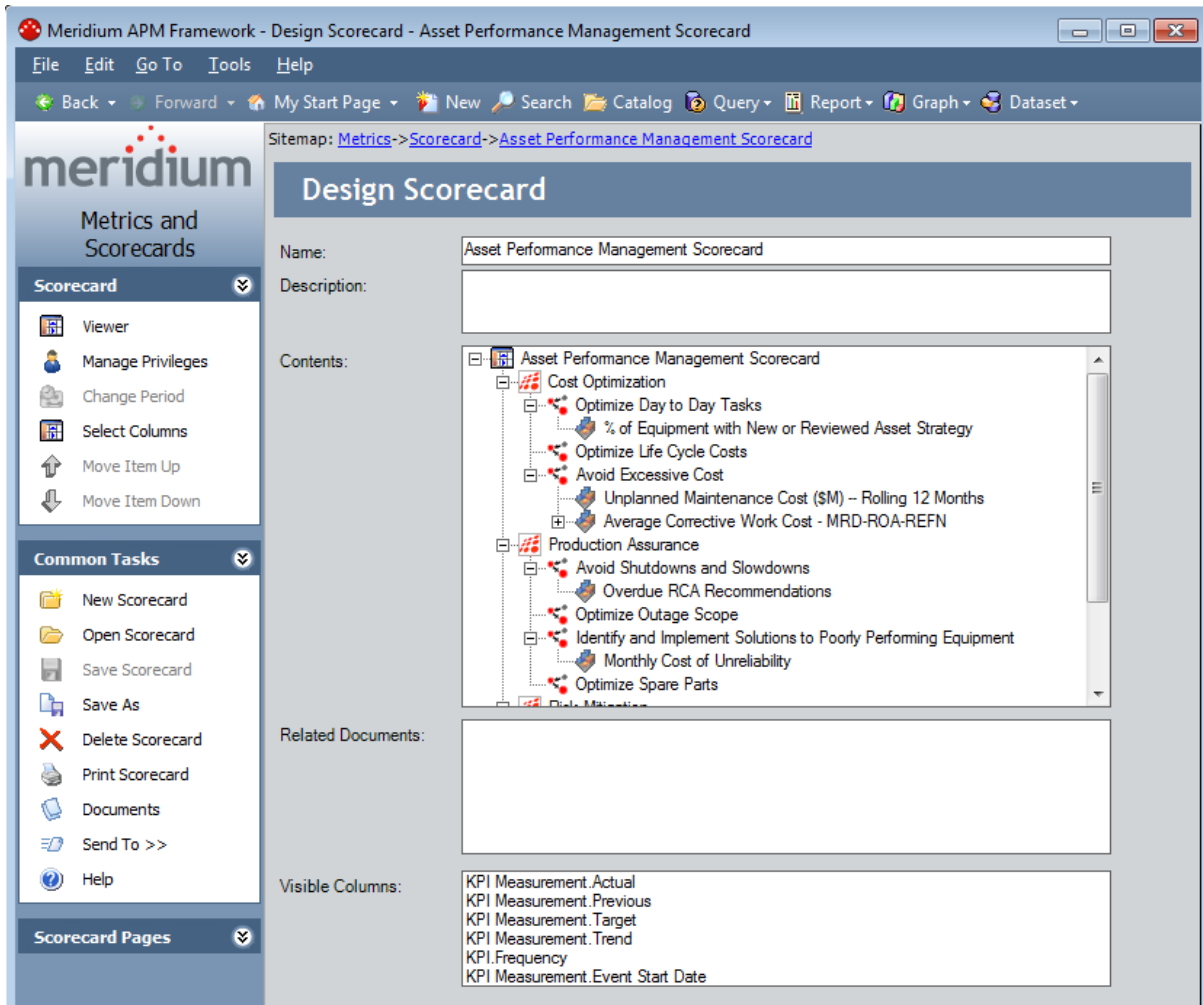 Meridium APM Framework - Design Scorecard - Asset Performance Management Scorecard
File Edit Go To Tools Help
Back Forward My Start Page New Search Catalog Query Report Graph Dataset
meridium
Metrics and
Scorecards
Scorecard
Viewer
Manage Privileges
Change Period
Select Columns
Move Item Up
Move Item Down
Common Tasks
New Scorecard
Open Scorecard
Save Scorecard
Save As
Delete Scorecard
Print Scorecard
Documents
Send To >>
Help
Scorecard Pages
Sitemap: Metrics->Scorecard->Asset Performance Management Scorecard
Design Scorecard
Name: Asset Performance Management Scorecard
Description:
Contents:
Asset Performance Management Scorecard
Cost Optimization
Optimize Day to Day Tasks
% of Equipment with New or Reviewed Asset Strategy
Optimize Life Cycle Costs
Avoid Excessive Cost
Unplanned Maintenance Cost ($M) -- Rolling 12 Months
Average Corrective Work Cost - MRD-ROA-REFN
Production Assurance
Avoid Shutdowns and Slowdowns
Overdue RCA Recommendations
Optimize Outage Scope
Identify and Implement Solutions to Poorly Performing Equipment
Monthly Cost of Unreliability
Optimize Spare Parts
Risk Mitigation
Related Documents:
Visible Columns:
KPI Measurement.Actual
KPI Measurement.Previous
KPI Measurement.Target
KPI Measurement.Trend
KPI.Frequency
KPI Measurement.Event Start Date